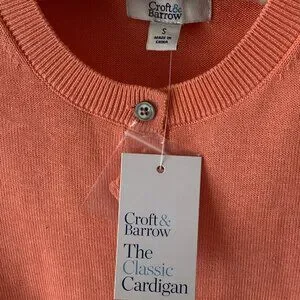 Croft&
Barrow
S
MADE IN
CHINA
Croft&
Barrow
The
Classic
Cardigan